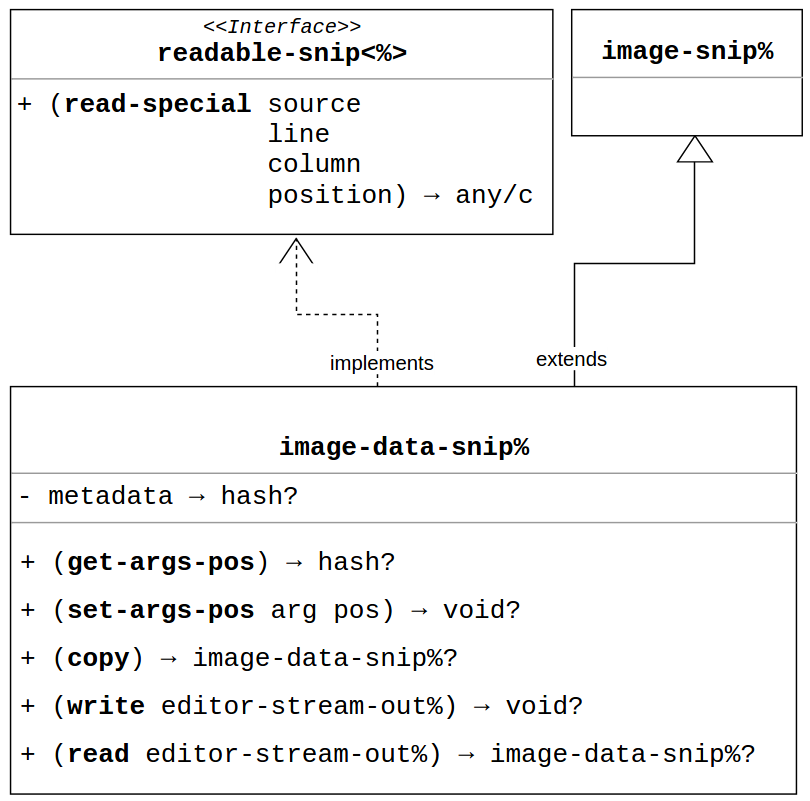 <<Interface>>
readable-snip<%>
+ (read-special source
line
column
position) → any/c
image-snip%
implements
extends
image-data-snip%
- metadata → hash?
+ (get-args-pos) → hash?
+ (set-args-pos arg pos) → void?
+ (copy) → image-data-snip%?
+ (write editor-stream-out%) → void?
+ (read editor-stream-out%) → image-data-snip%?